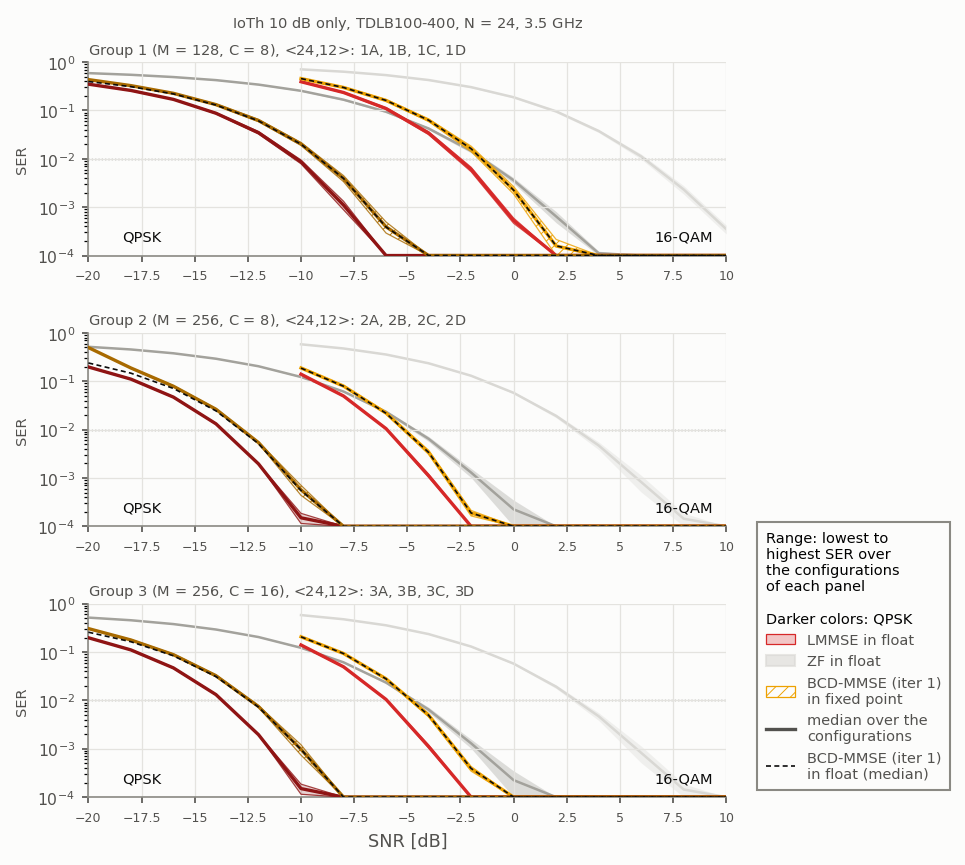 IoTh 10 dB only, TDLB100-400, N = 24, 3.5 GHz
Group 1 (M = 128, C = 8), <24,12>: 1A, 1B, 1C, 1D
SER
10⁰
10⁻¹
10⁻²
10⁻³
10⁻⁴
QPSK
16-QAM
−20 −17.5 −15 −12.5 −10 −7.5 −5 −2.5 0 2.5 5 7.5 10
Group 2 (M = 256, C = 8), <24,12>: 2A, 2B, 2C, 2D
SER
10⁰
10⁻¹
10⁻²
10⁻³
10⁻⁴
QPSK
16-QAM
−20 −17.5 −15 −12.5 −10 −7.5 −5 −2.5 0 2.5 5 7.5 10
Group 3 (M = 256, C = 16), <24,12>: 3A, 3B, 3C, 3D
SER
10⁰
10⁻¹
10⁻²
10⁻³
10⁻⁴
QPSK
16-QAM
−20 −17.5 −15 −12.5 −10 −7.5 −5 −2.5 0 2.5 5 7.5 10
SNR [dB]
Range: lowest to
highest SER over
the configurations
of each panel
Darker colors: QPSK
LMMSE in float
ZF in float
BCD-MMSE (iter 1)
in fixed point
median over the
configurations
BCD-MMSE (iter 1)
in float (median)